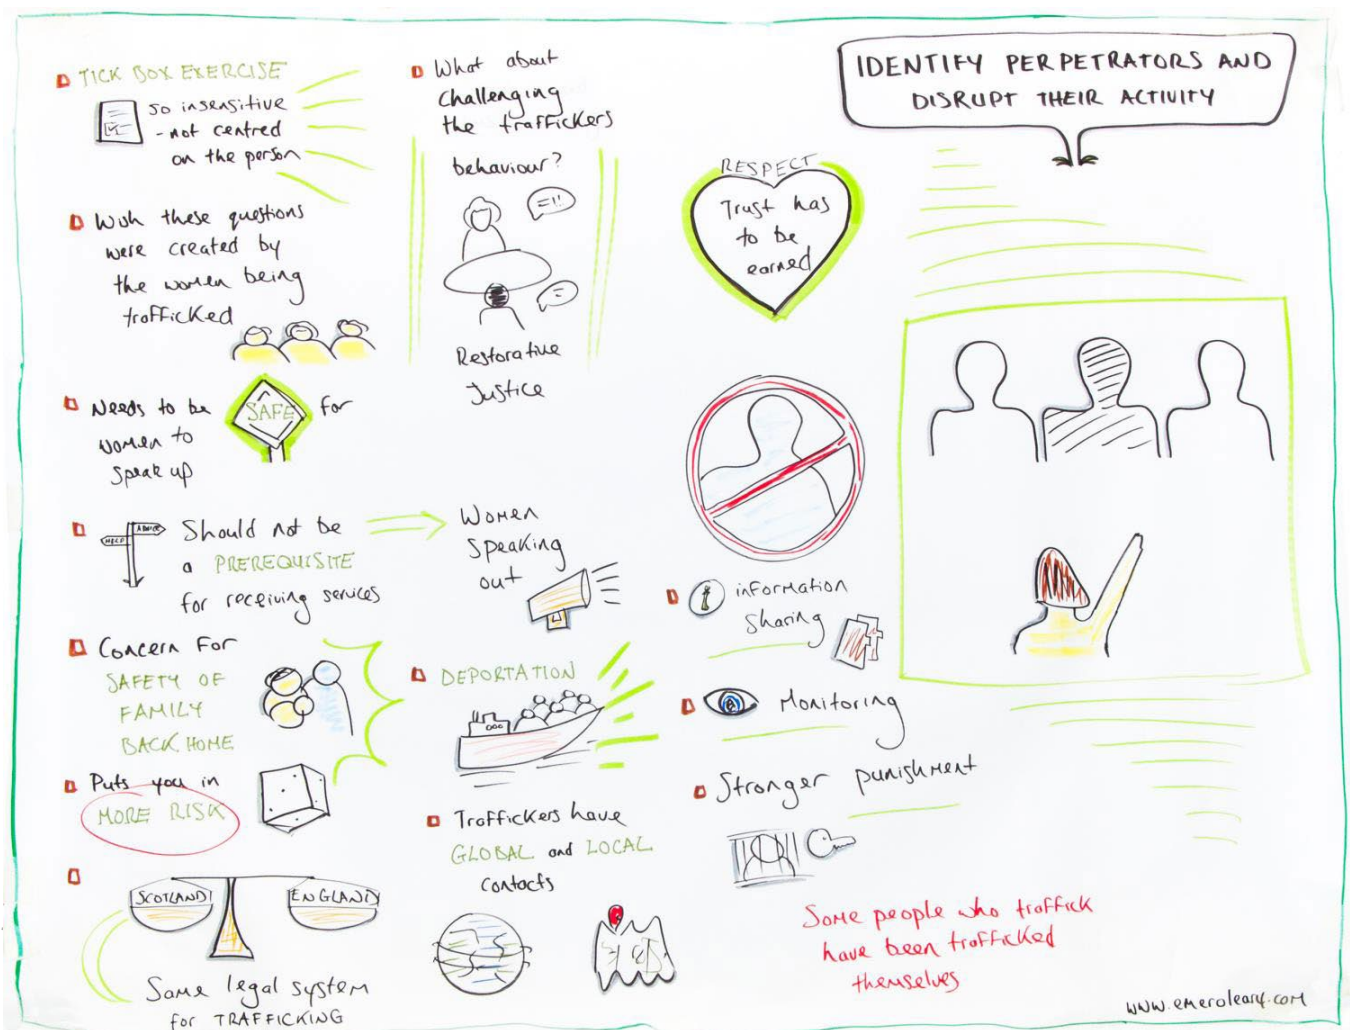 IDENTIFY PERPETRATORS AND
DISRUPT THEIR ACTIVITY
TICK BOX EXERCISE
so insensitive
- not centred
on the person
Wish these questions
were created by
the women being
trafficked
Needs to be SAFE for
women to
speak up
HELP ADVICE
Should not be
a PREREQUISITE
for receiving services
Women
Speaking
out
Concern for
SAFETY OF
FAMILY
BACK HOME
Puts you in
MORE RISK
SCOTLAND ENGLAND
Same legal system
for TRAFFICKING
What about
challenging
the traffickers
behaviour?
Restorative
Justice
DEPORTATION
Traffickers have
GLOBAL and LOCAL
contacts
RESPECT
Trust has
to be
earned
i information
Sharing
Monitoring
Stronger punishment
Some people who traffick
have been trafficked
themselves
www.emeroleary.com